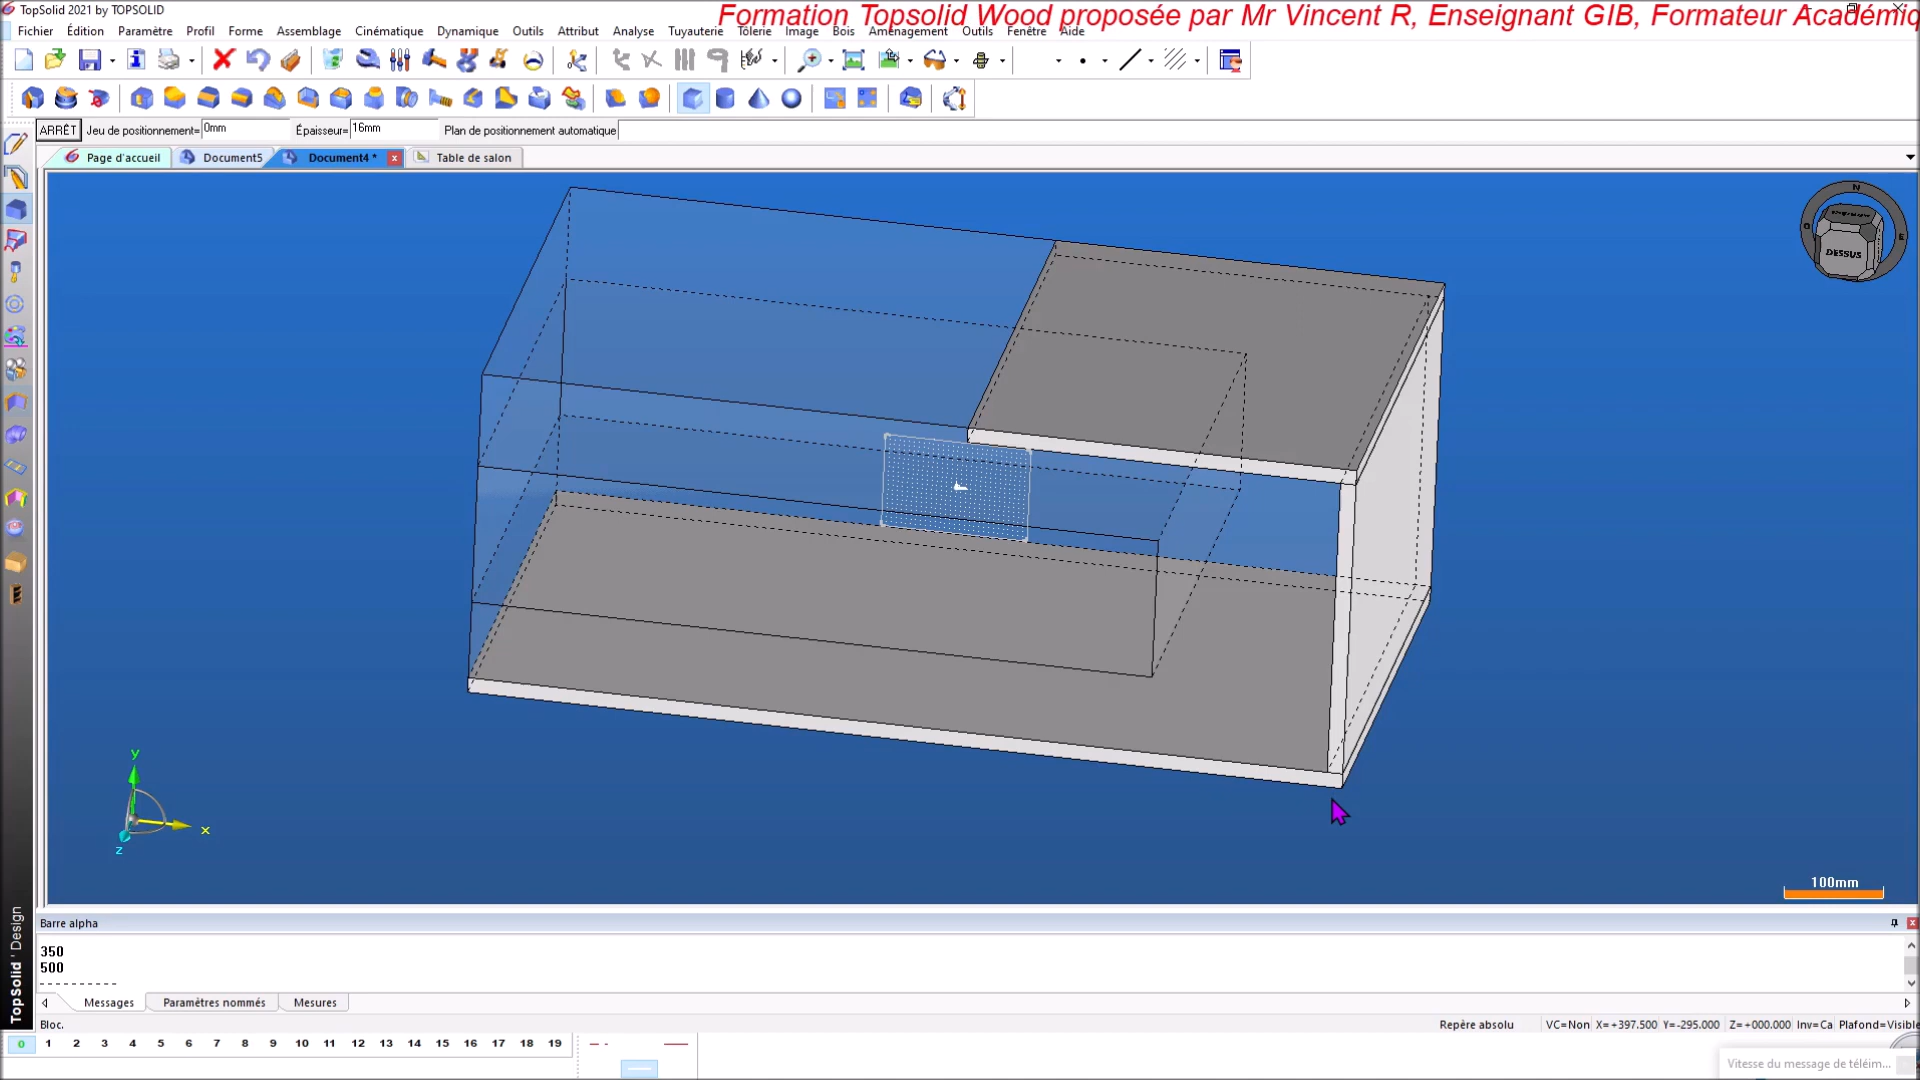 TopSolid 2021 by TOPSOLID
Formation Topsolid Wood proposée par Mr Vincent R, Enseignant GIB, Formateur Académic
Fichier Édition Paramètre Profil Forme Assemblage Cinématique Dynamique Outils Attribut Analyse Tuyauterie Tôlerie Image Bois Aménagement Outils Fenêtre Aide
ARRÊT Jeu de positionnement= 0mm Épaisseur= 16mm Plan de positionnement automatique
Page d'accueil Document5 Document4 * Table de salon
N
E
DESSUS
y
x
z
100mm
TopSolid ' Design
Barre alpha
350
500
------------
Messages Paramètres nommés Mesures
Bloc. Repère absolu VC=Non X=+397.500 Y=-295.000 Z=+000.000 Inv=Ca Plafond=Visible
0 1 2 3 4 5 6 7 8 9 10 11 12 13 14 15 16 17 18 19
Vitesse du message de téléim...